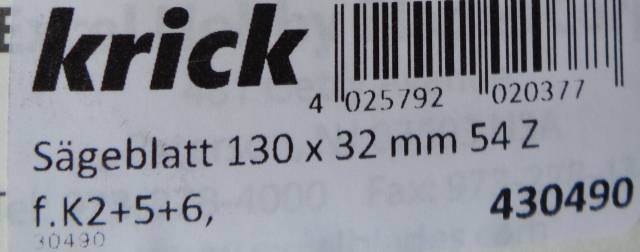 krick
4 025792 020377
Sägeblatt 130 x 32 mm 54 Z
f.K2+5+6, 430490
30490